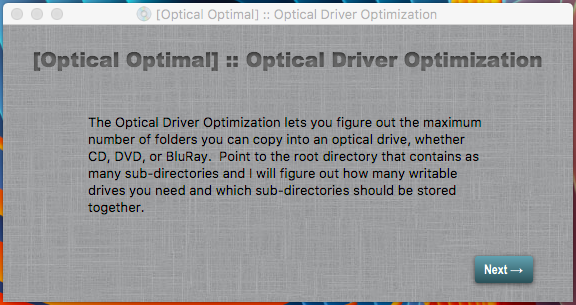 [Optical Optimal] :: Optical Driver Optimization
[Optical Optimal] :: Optical Driver Optimization
The Optical Driver Optimization lets you figure out the maximum
number of folders you can copy into an optical drive, whether
CD, DVD, or BluRay.  Point to the root directory that contains as
many sub-directories and I will figure out how many writable
drives you need and which sub-directories should be stored
together.
Next →